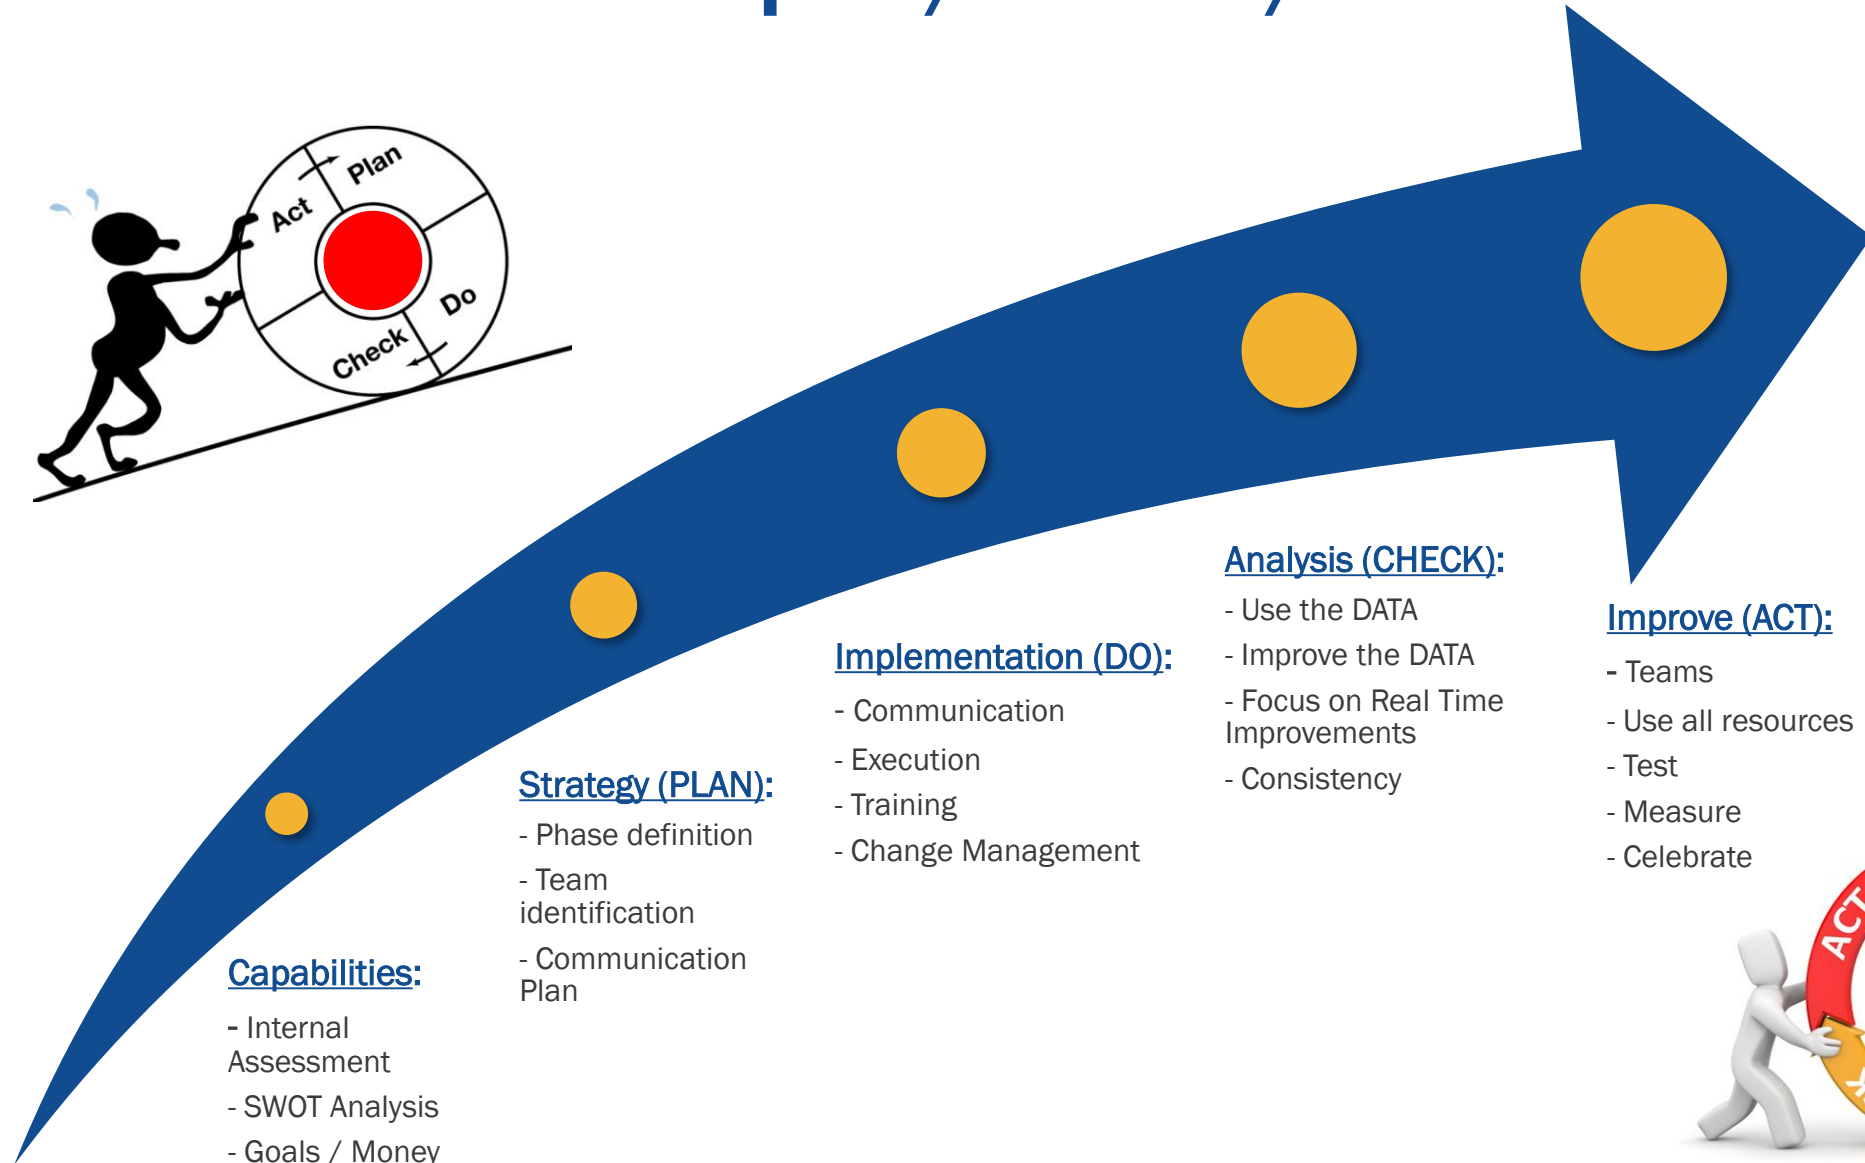 Plan
Act
Do
Check
Capabilities:
- Internal
Assessment
- SWOT Analysis
- Goals / Money
Strategy (PLAN):
- Phase definition
- Team
identification
- Communication
Plan
Implementation (DO):
- Communication
- Execution
- Training
- Change Management
Analysis (CHECK):
- Use the DATA
- Improve the DATA
- Focus on Real Time
Improvements
- Consistency
Improve (ACT):
- Teams
- Use all resources
- Test
- Measure
- Celebrate
ACT